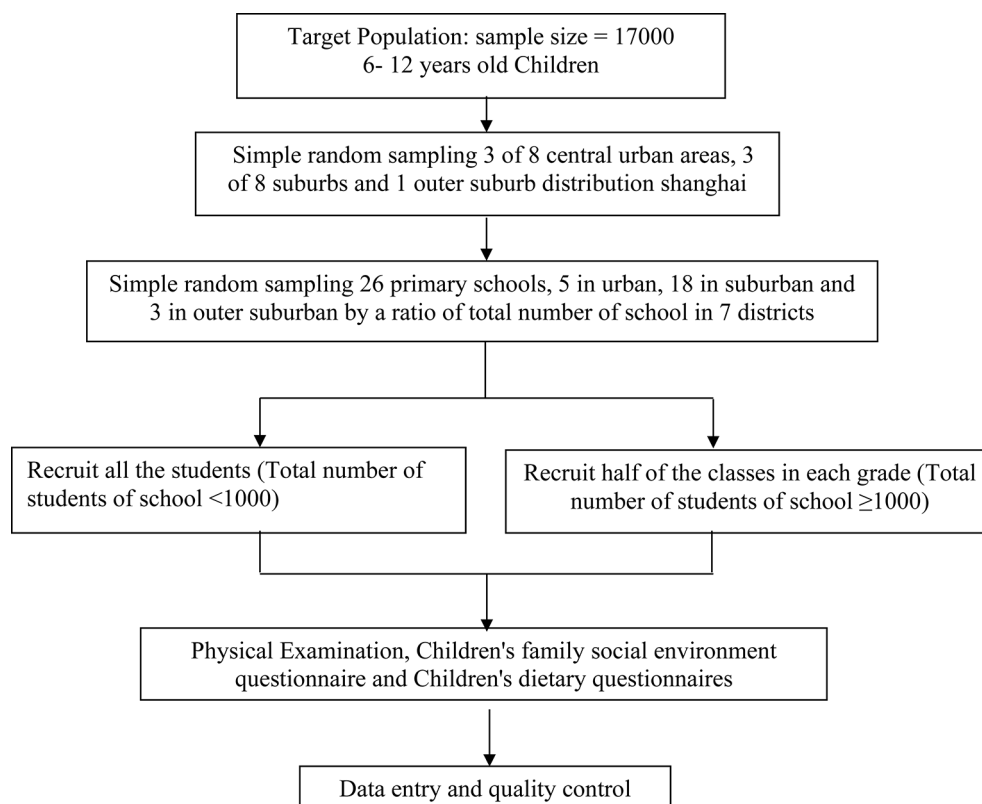 Target Population: sample size = 17000
6- 12 years old Children
Simple random sampling 3 of 8 central urban areas, 3
of 8 suburbs and 1 outer suburb distribution shanghai
Simple random sampling 26 primary schools, 5 in urban, 18 in suburban and
3 in outer suburban by a ratio of total number of school in 7 districts
Recruit all the students (Total number of
students of school <1000)
Recruit half of the classes in each grade (Total
number of students of school ≥1000)
Physical Examination, Children's family social environment
questionnaire and Children's dietary questionnaires
Data entry and quality control